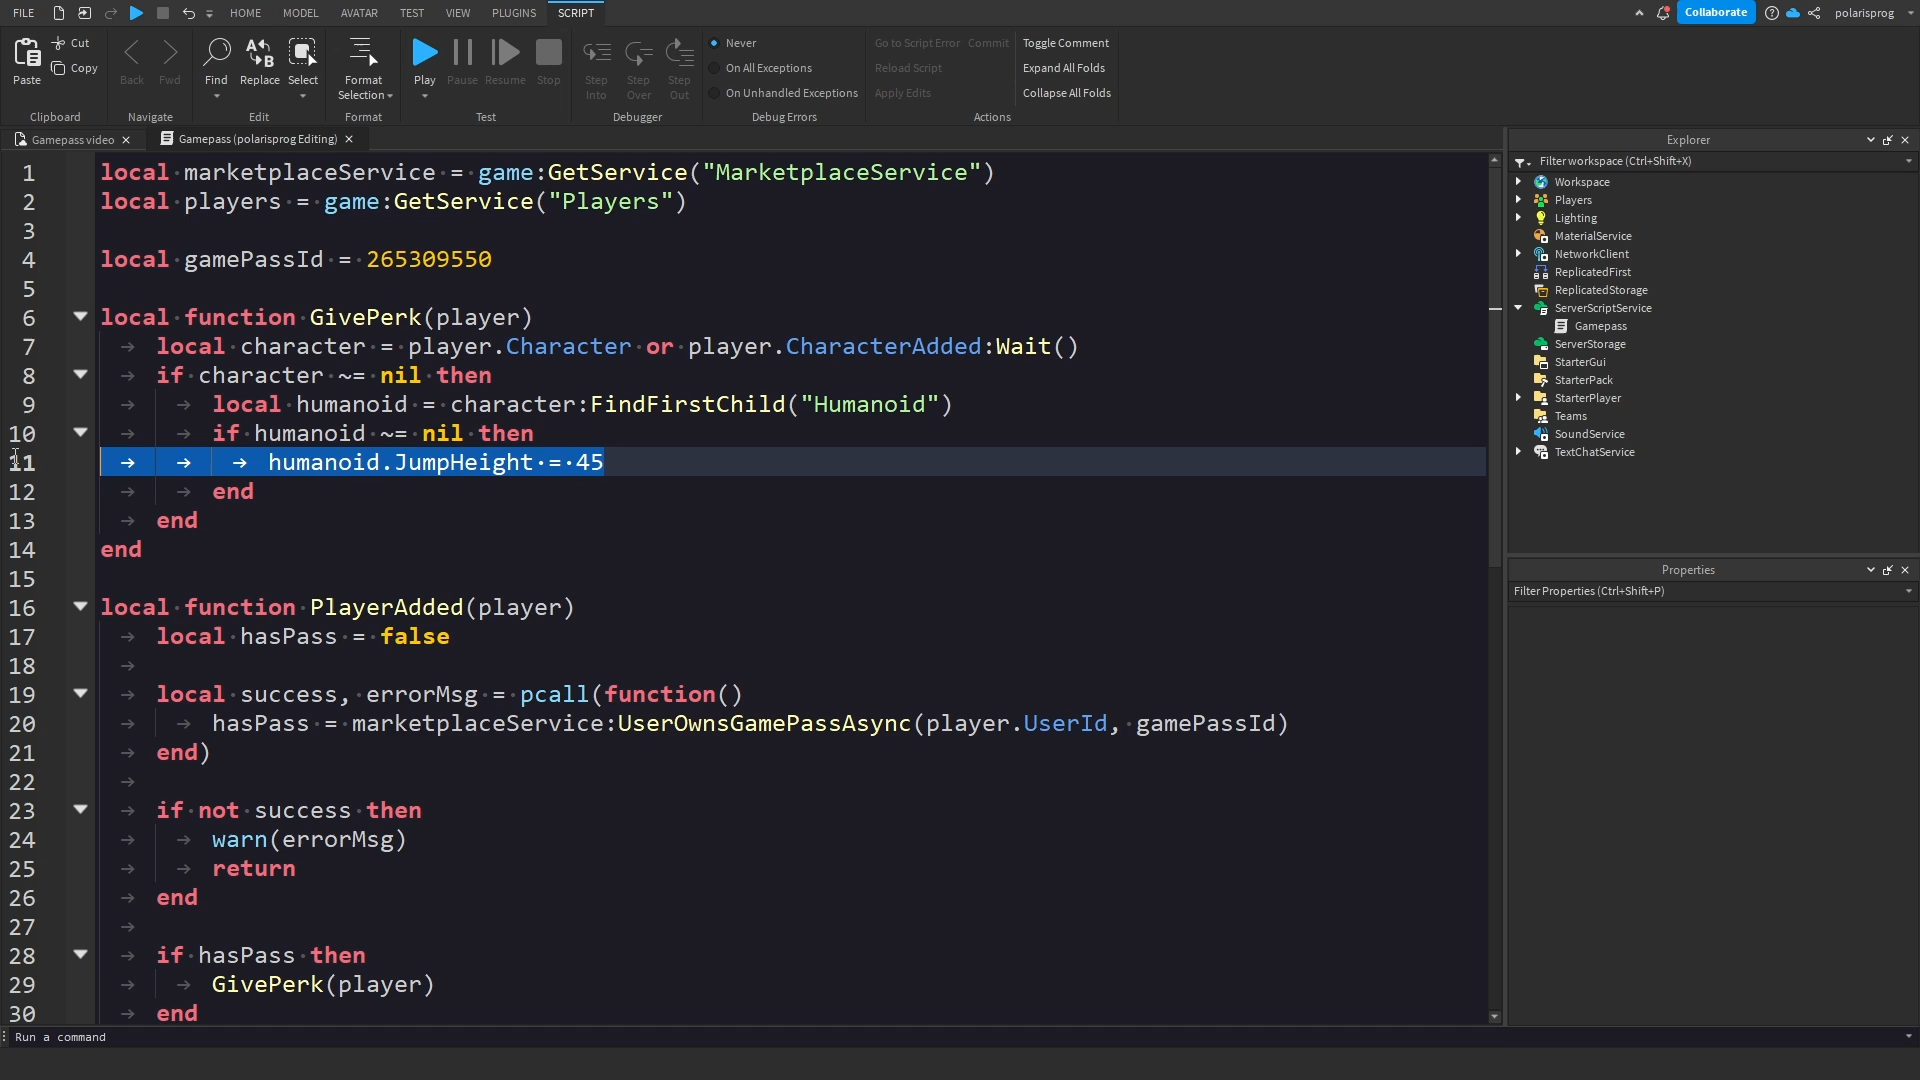 FILE HOME MODEL AVATAR TEST VIEW PLUGINS SCRIPT Collaborate polarisprog
Paste Cut Copy Back Fwd Find Replace Select Format Selection Play Pause Resume Stop Step Into Step Over Step Out
Never
On All Exceptions
On Unhandled Exceptions
Go to Script Error Commit
Reload Script
Apply Edits
Toggle Comment
Expand All Folds
Collapse All Folds
Clipboard Navigate Edit Format Test Debugger Debug Errors Actions
Gamepass video Gamepass (polarisprog Editing)
1 local marketplaceService = game:GetService("MarketplaceService")
2 local players = game:GetService("Players")
3
4 local gamePassId = 265309550
5
6 local function GivePerk(player)
7 local character = player.Character or player.CharacterAdded:Wait()
8 if character ~= nil then
9 local humanoid = character:FindFirstChild("Humanoid")
10 if humanoid ~= nil then
11 humanoid.JumpHeight = 45
12 end
13 end
14 end
15
16 local function PlayerAdded(player)
17 local hasPass = false
18
19 local success, errorMsg = pcall(function()
20 hasPass = marketplaceService:UserOwnsGamePassAsync(player.UserId, gamePassId)
21 end)
22
23 if not success then
24 warn(errorMsg)
25 return
26 end
27
28 if hasPass then
29 GivePerk(player)
30 end
Run a command
Explorer
Filter workspace (Ctrl+Shift+X)
Workspace
Players
Lighting
MaterialService
NetworkClient
ReplicatedFirst
ReplicatedStorage
ServerScriptService
Gamepass
ServerStorage
StarterGui
StarterPack
StarterPlayer
Teams
SoundService
TextChatService
Properties
Filter Properties (Ctrl+Shift+P)